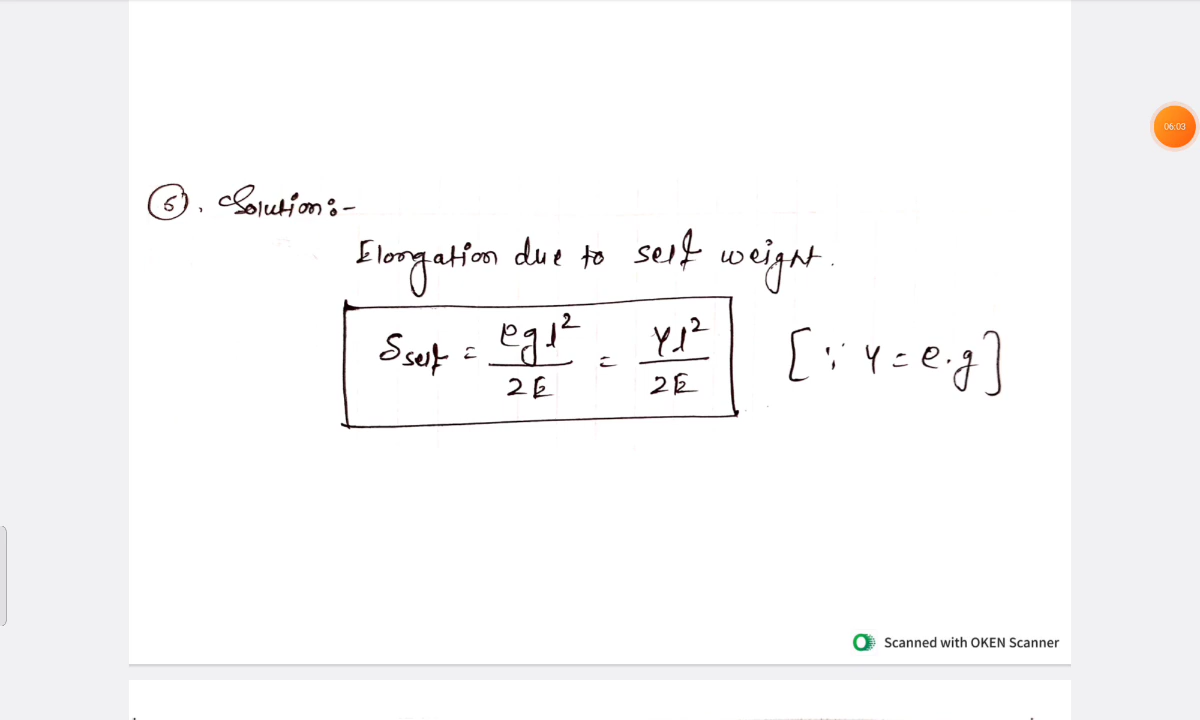 06:03
⑤. Solution:-
Elongation due to self weight.
δself = ρgl²/2E = γl²/2E [∵ γ = ρ.g]
Scanned with OKEN Scanner